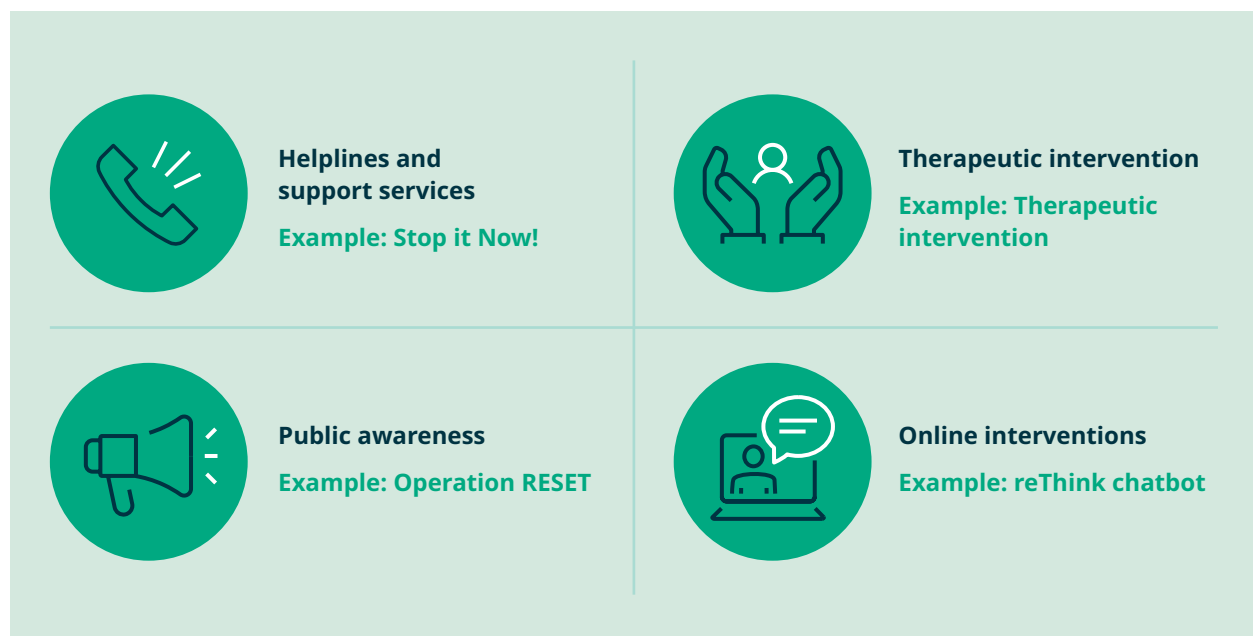 Helplines and
support services
Example: Stop it Now!
Therapeutic intervention
Example: Therapeutic
intervention
Public awareness
Example: Operation RESET
Online interventions
Example: reThink chatbot